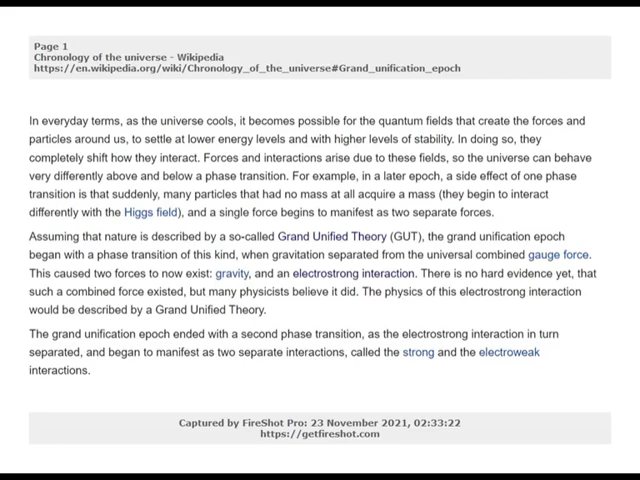 Page 1
Chronology of the universe - Wikipedia
https://en.wikipedia.org/wiki/Chronology_of_the_universe#Grand_unification_epoch
In everyday terms, as the universe cools, it becomes possible for the quantum fields that create the forces and
particles around us, to settle at lower energy levels and with higher levels of stability. In doing so, they
completely shift how they interact. Forces and interactions arise due to these fields, so the universe can behave
very differently above and below a phase transition. For example, in a later epoch, a side effect of one phase
transition is that suddenly, many particles that had no mass at all acquire a mass (they begin to interact
differently with the Higgs field), and a single force begins to manifest as two separate forces.
Assuming that nature is described by a so-called Grand Unified Theory (GUT), the grand unification epoch
began with a phase transition of this kind, when gravitation separated from the universal combined gauge force.
This caused two forces to now exist: gravity, and an electrostrong interaction. There is no hard evidence yet, that
such a combined force existed, but many physicists believe it did. The physics of this electrostrong interaction
would be described by a Grand Unified Theory.
The grand unification epoch ended with a second phase transition, as the electrostrong interaction in turn
separated, and began to manifest as two separate interactions, called the strong and the electroweak
interactions.
Captured by FireShot Pro: 23 November 2021, 02:33:22
https://getfireshot.com